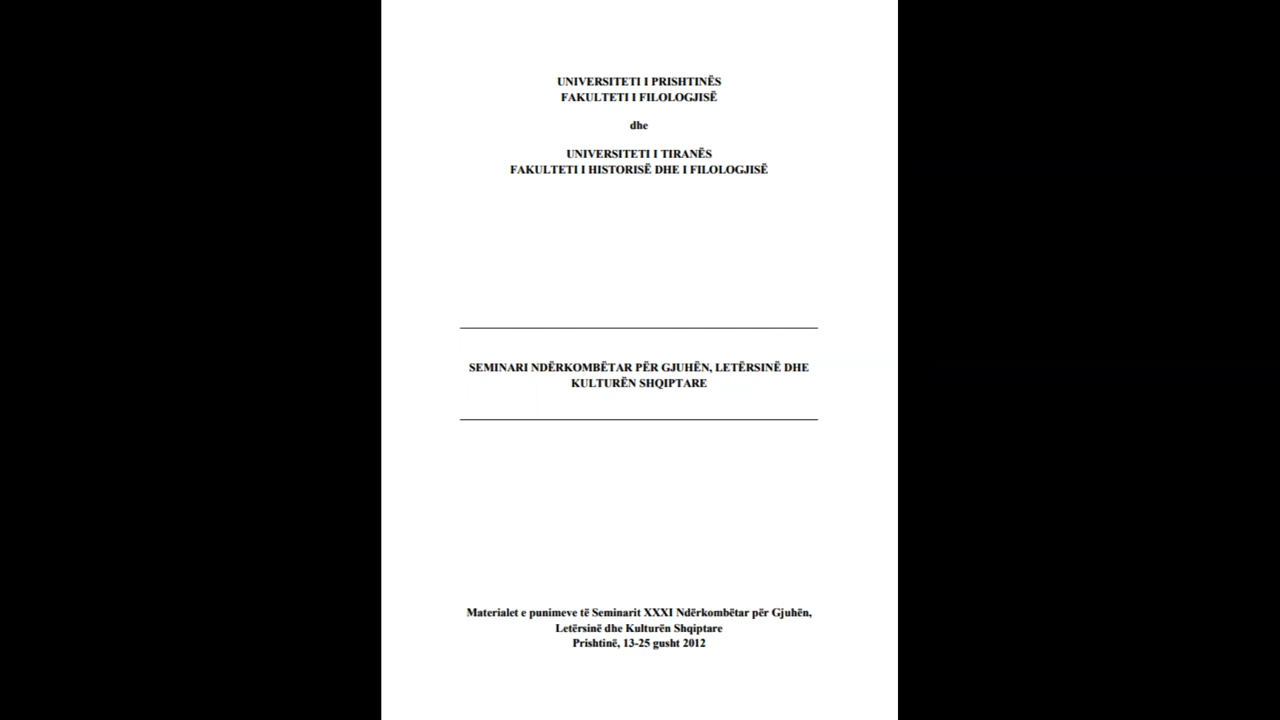 UNIVERSITETI I PRISHTINËS
FAKULTETI I FILOLOGJISË
dhe
UNIVERSITETI I TIRANËS
FAKULTETI I HISTORISË DHE I FILOLOGJISË
SEMINARI NDËRKOMBËTAR PËR GJUHËN, LETËRSINË DHE
KULTURËN SHQIPTARE
Materialet e punimeve të Seminarit XXXI Ndërkombëtar për Gjuhën,
Letërsinë dhe Kulturën Shqiptare
Prishtinë, 13-25 gusht 2012